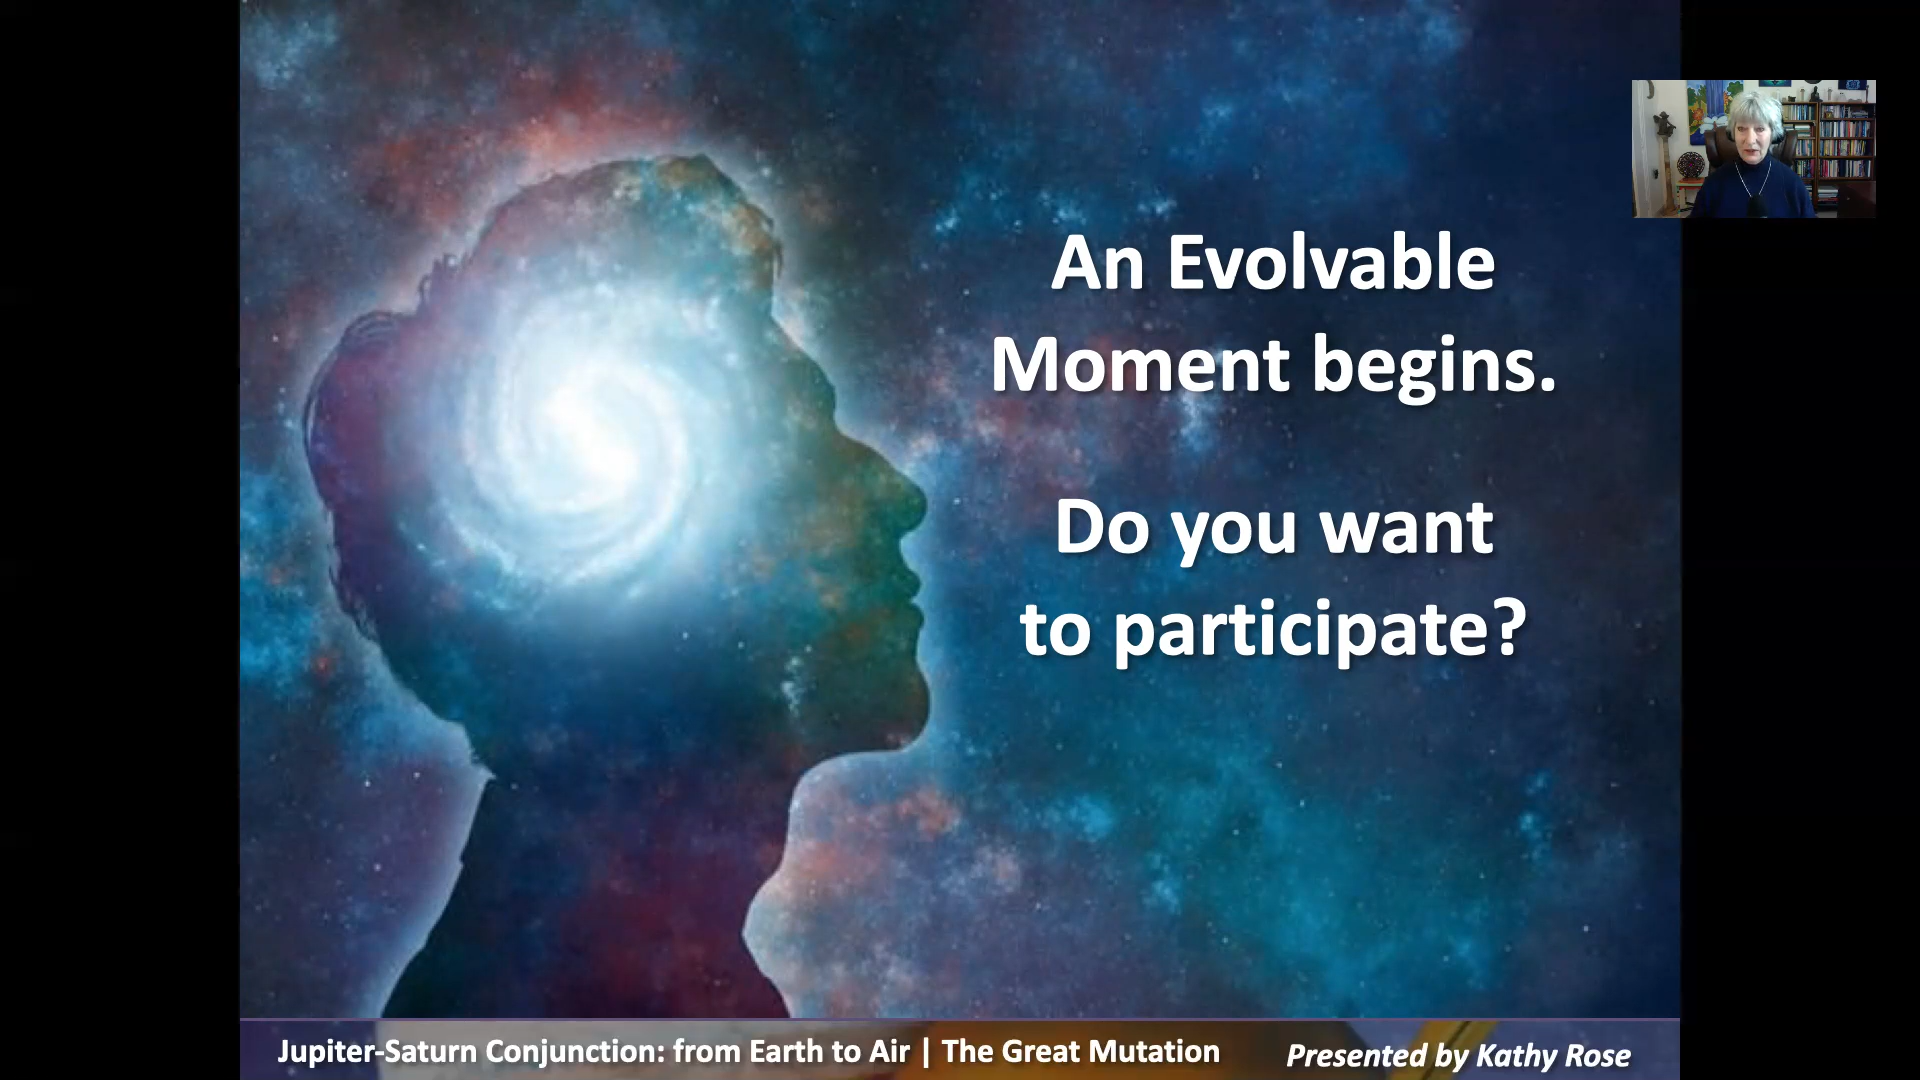 An Evolvable
Moment begins.
Do you want
to participate?
Jupiter-Saturn Conjunction: from Earth to Air | The Great Mutation
Presented by Kathy Rose